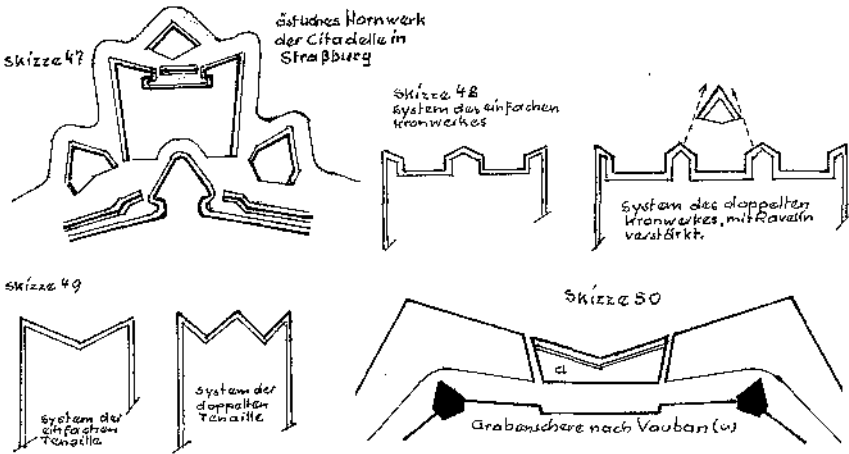 Skizze 47
östliches Hornwerk
der Citadelle in
Straßburg
Skizze 48
System der einfachen
Kronwerkes
System des doppelten
Kronwerkes, mit Ravelin
verstärkt.
Skizze 49
System der
einfachen
Tenaille
System der
doppelten
Tenaille
Skizze 50
a
Grabenschere nach Vauban (a)